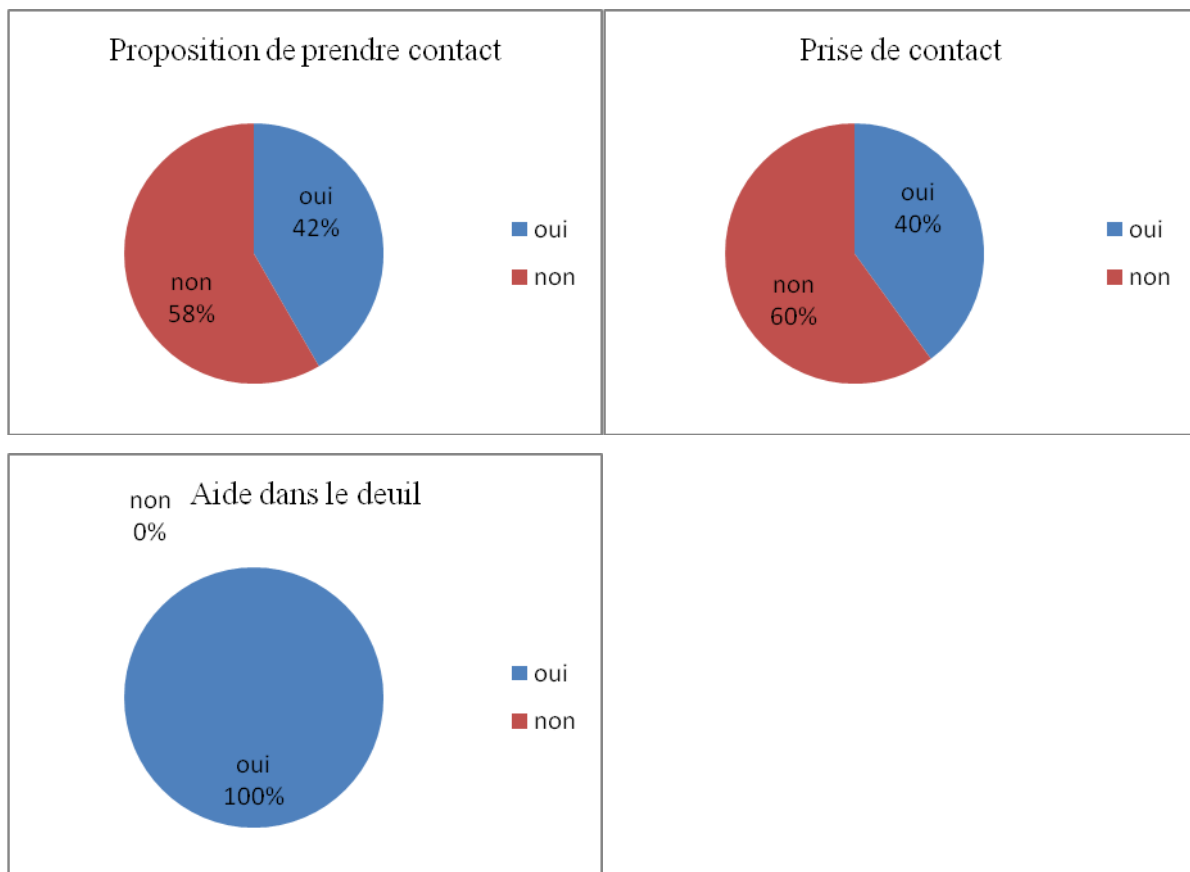 Proposition de prendre contact
oui
42%
non
58%
oui
non
Prise de contact
oui
40%
non
60%
oui
non
Aide dans le deuil
non
0%
oui
100%
oui
non